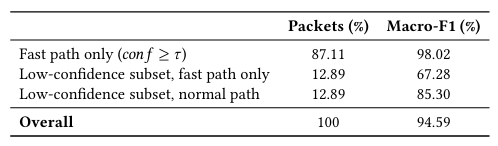 Packets (%) Macro-F1 (%)
Fast path only (conf ≥ τ) 87.11 98.02
Low-confidence subset, fast path only 12.89 67.28
Low-confidence subset, normal path 12.89 85.30
Overall 100 94.59